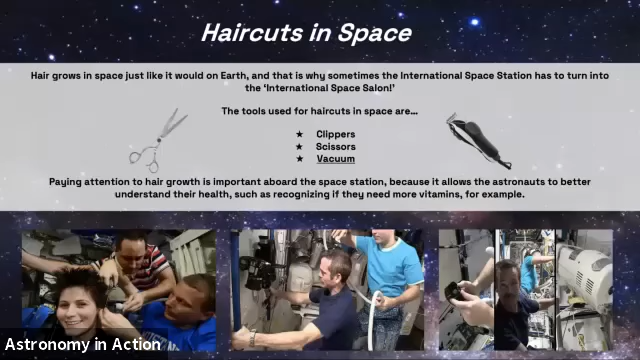 Haircuts in Space
Hair grows in space just like it would on Earth, and that is why sometimes the International Space Station has to turn into
the ‘International Space Salon!’
The tools used for haircuts in space are...
★ Clippers
★ Scissors
★ Vacuum
Paying attention to hair growth is important aboard the space station, because it allows the astronauts to better
understand their health, such as recognizing if they need more vitamins, for example.
Astronomy in Action